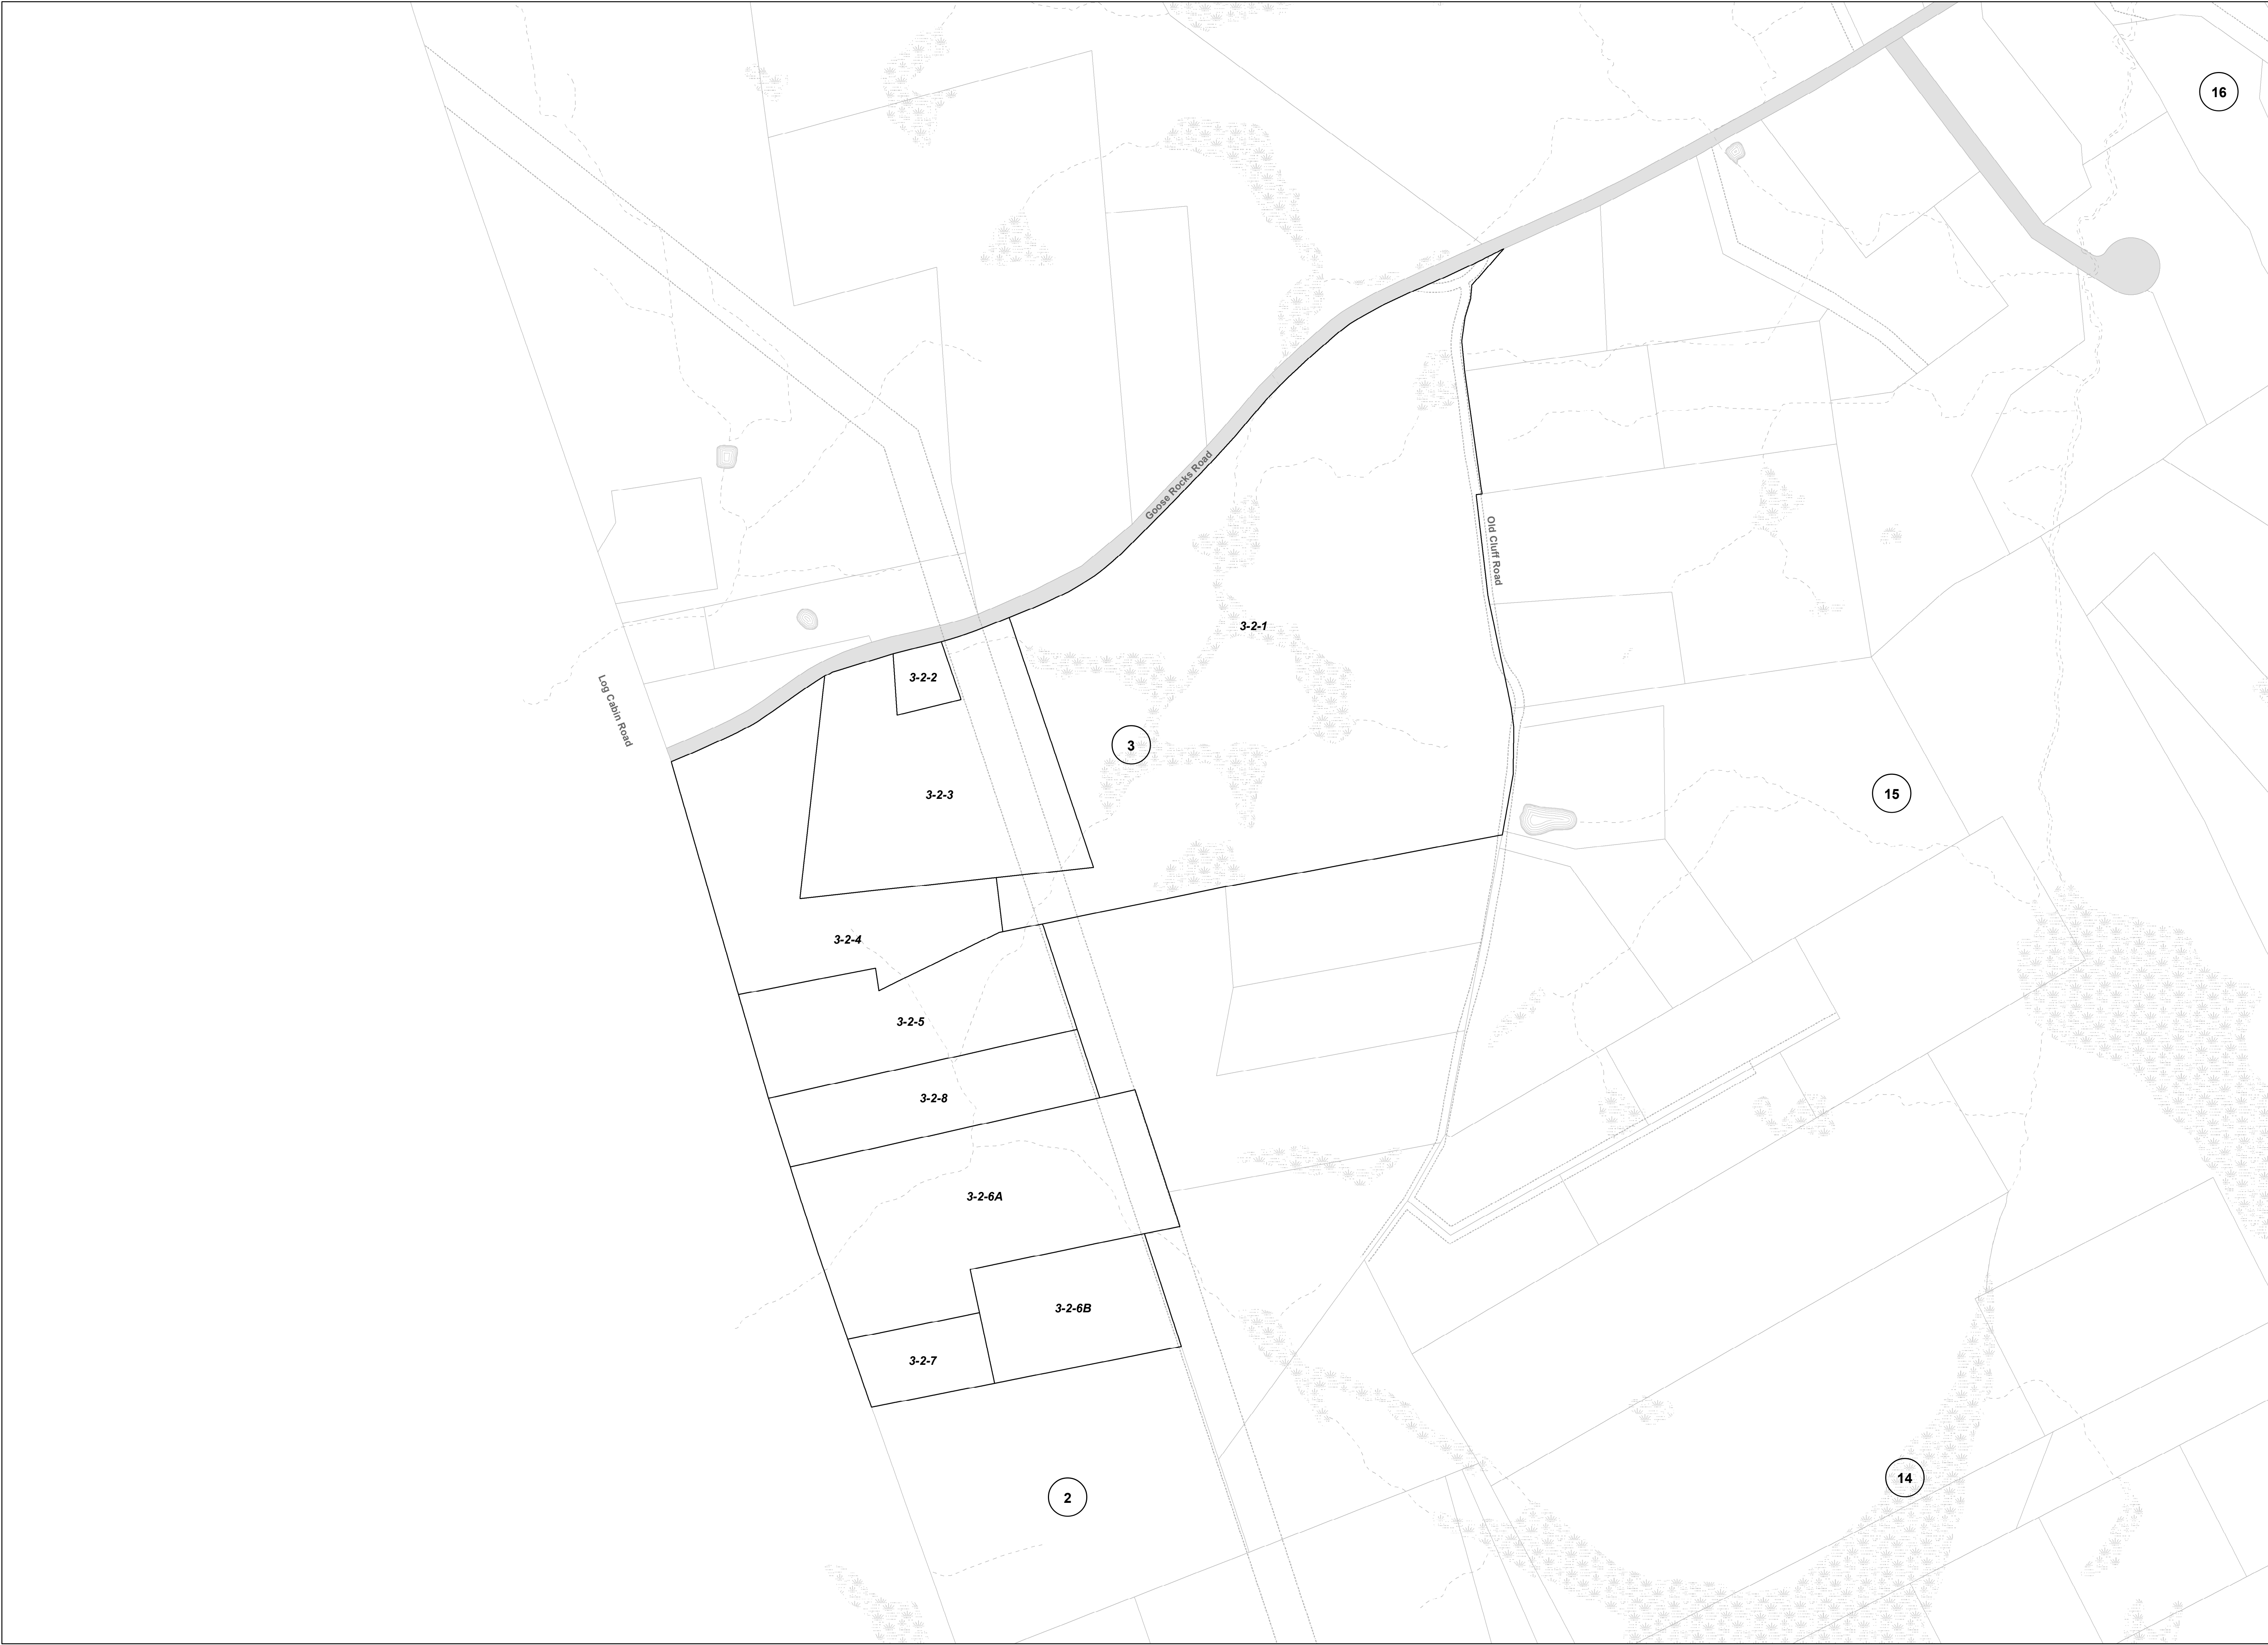 16
Goose Rocks Road
Old Cluff Road
3-2-1
3-2-2
Log Cabin Road
3
3-2-3
15
3-2-4
3-2-5
3-2-8
3-2-6A
3-2-6B
3-2-7
14
2